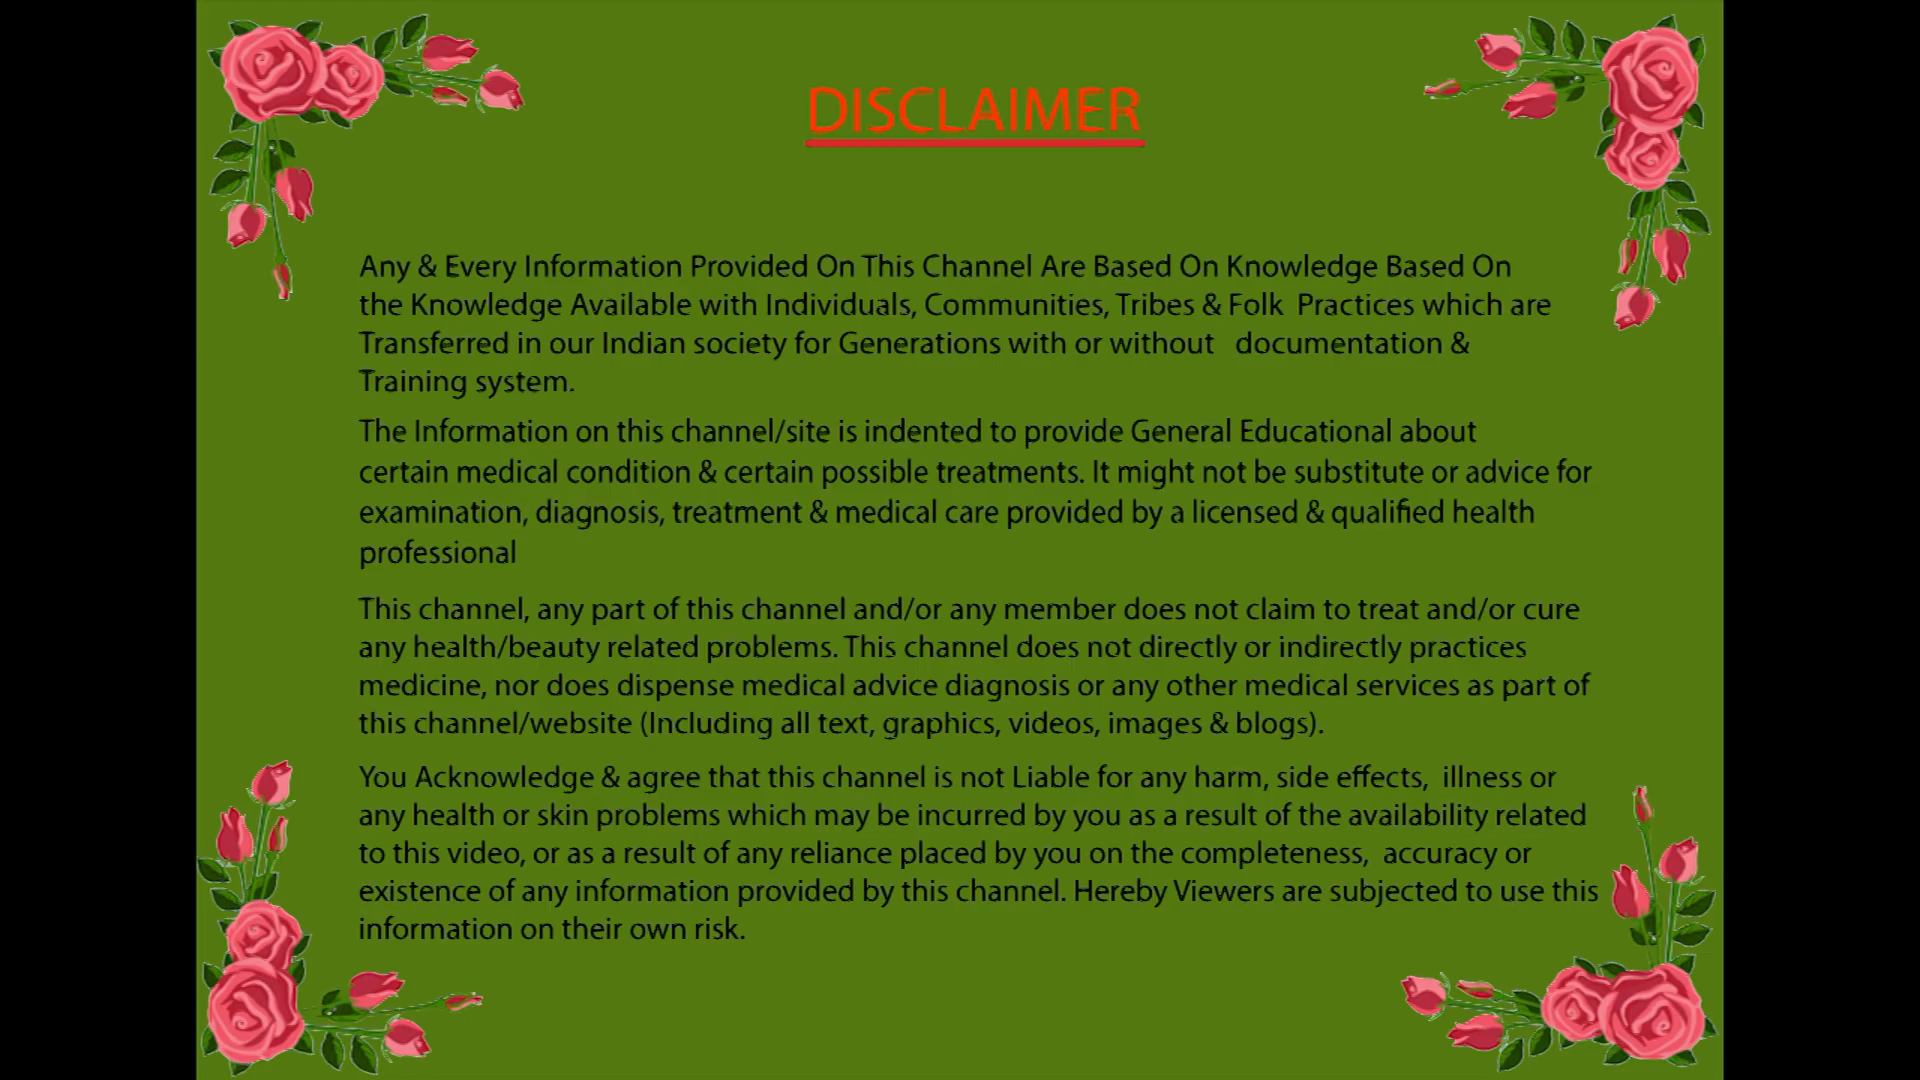 DISCLAIMER
Any & Every Information Provided On This Channel Are Based On Knowledge Based On
the Knowledge Available with Individuals, Communities, Tribes & Folk Practices which are
Transferred in our Indian society for Generations with or without documentation &
Training system.
The Information on this channel/site is indented to provide General Educational about
certain medical condition & certain possible treatments. It might not be substitute or advice for
examination, diagnosis, treatment & medical care provided by a licensed & qualified health
professional
This channel, any part of this channel and/or any member does not claim to treat and/or cure
any health/beauty related problems. This channel does not directly or indirectly practices
medicine, nor does dispense medical advice diagnosis or any other medical services as part of
this channel/website (Including all text, graphics, videos, images & blogs).
You Acknowledge & agree that this channel is not Liable for any harm, side effects, illness or
any health or skin problems which may be incurred by you as a result of the availability related
to this video, or as a result of any reliance placed by you on the completeness, accuracy or
existence of any information provided by this channel. Hereby Viewers are subjected to use this
information on their own risk.